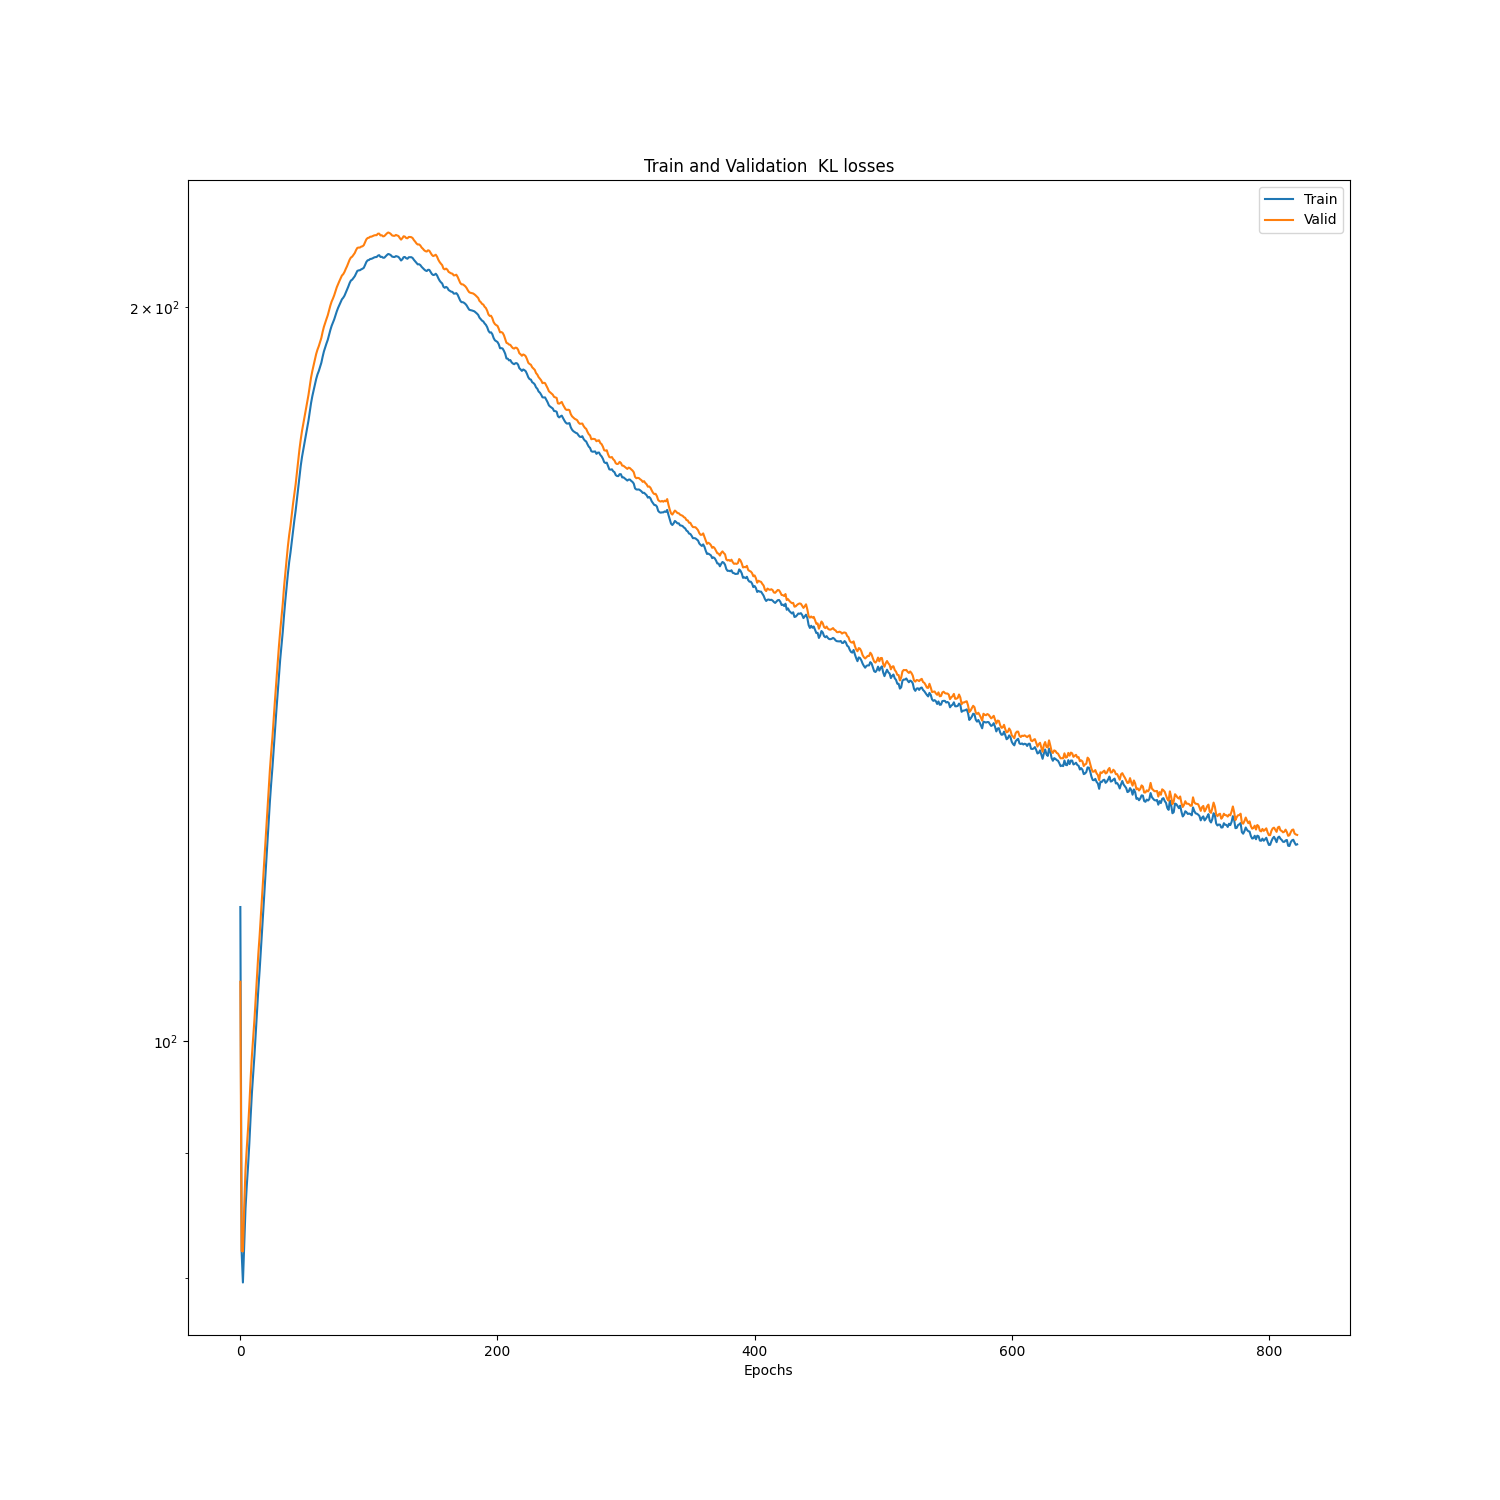 Train and Validation  KL losses
Train
Valid
2 × 10²
10²
0 200 400 600 800
Epochs